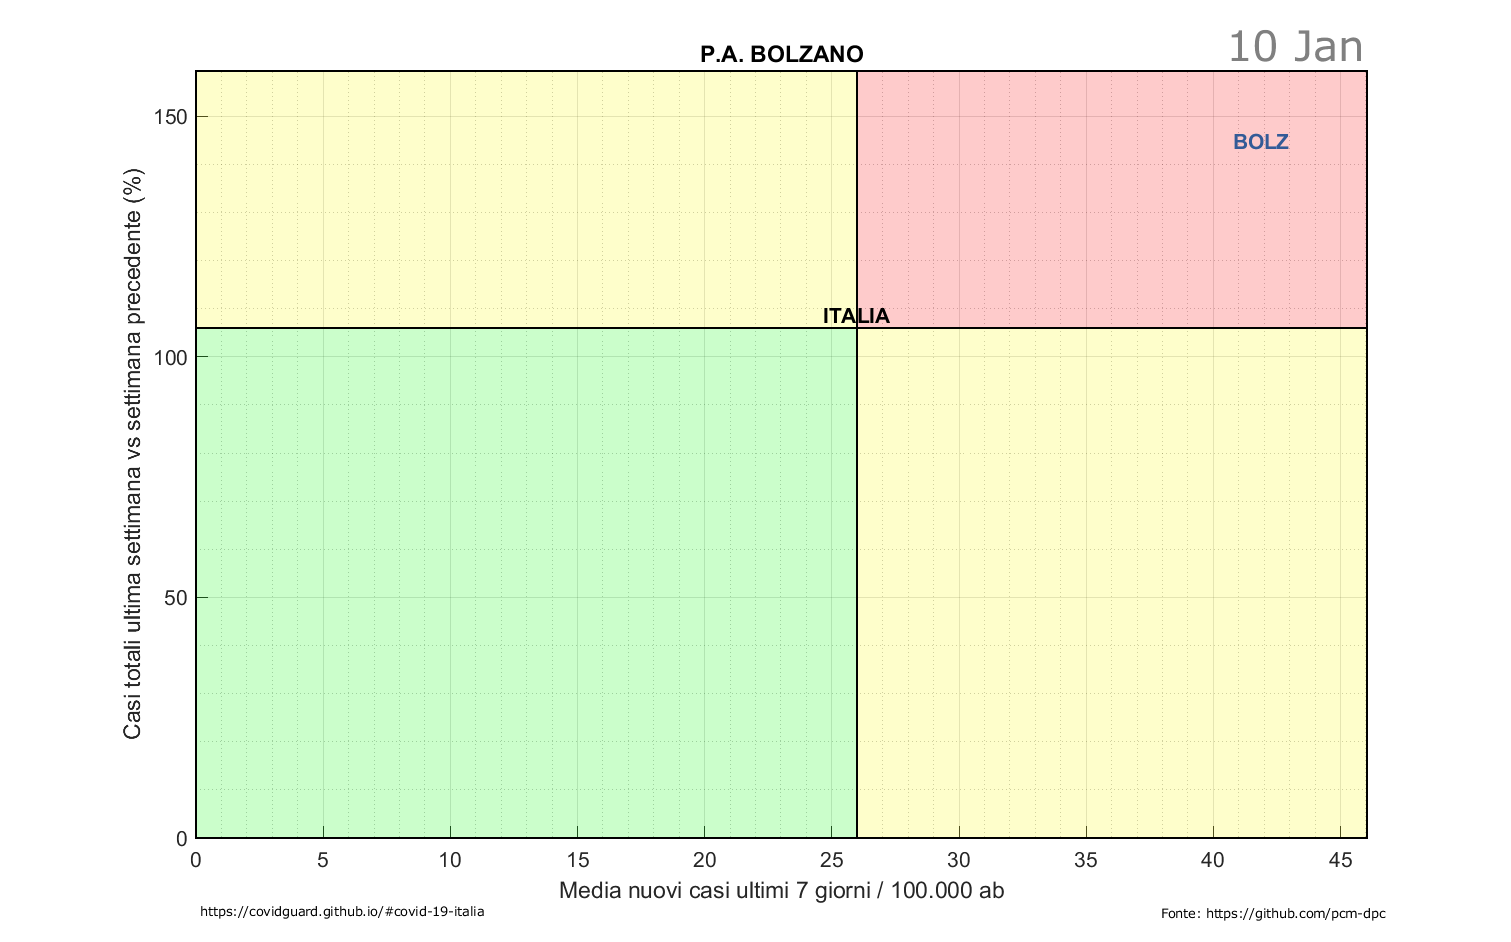 P.A. BOLZANO
10 Jan
150
BOLZ
ITALIA
100
50
0
Casi totali ultima settimana vs settimana precedente (%)
0 5 10 15 20 25 30 35 40 45
Media nuovi casi ultimi 7 giorni / 100.000 ab
https://covidguard.github.io/#covid-19-italia
Fonte: https://github.com/pcm-dpc